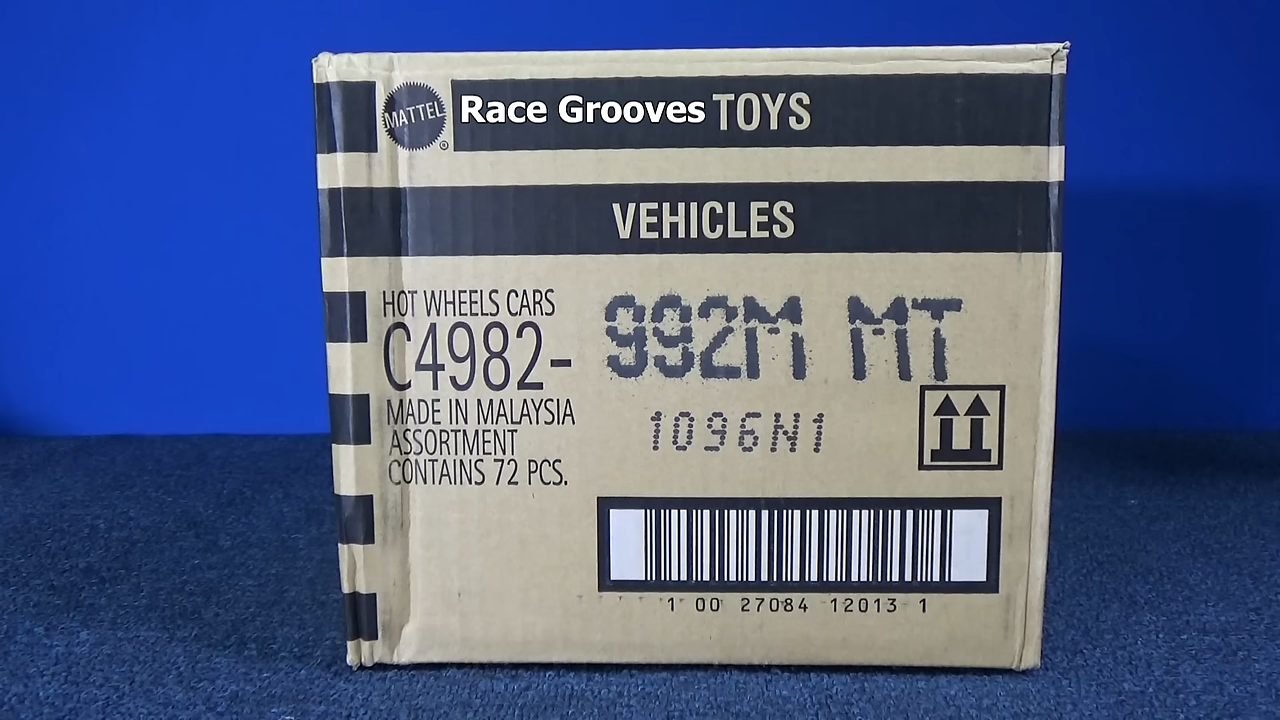 MATTEL
®
Race Grooves TOYS
VEHICLES
HOT WHEELS CARS
C4982-
992M MT
MADE IN MALAYSIA
1096N1
ASSORTMENT
CONTAINS 72 PCS.
1 00 27084 12013 1